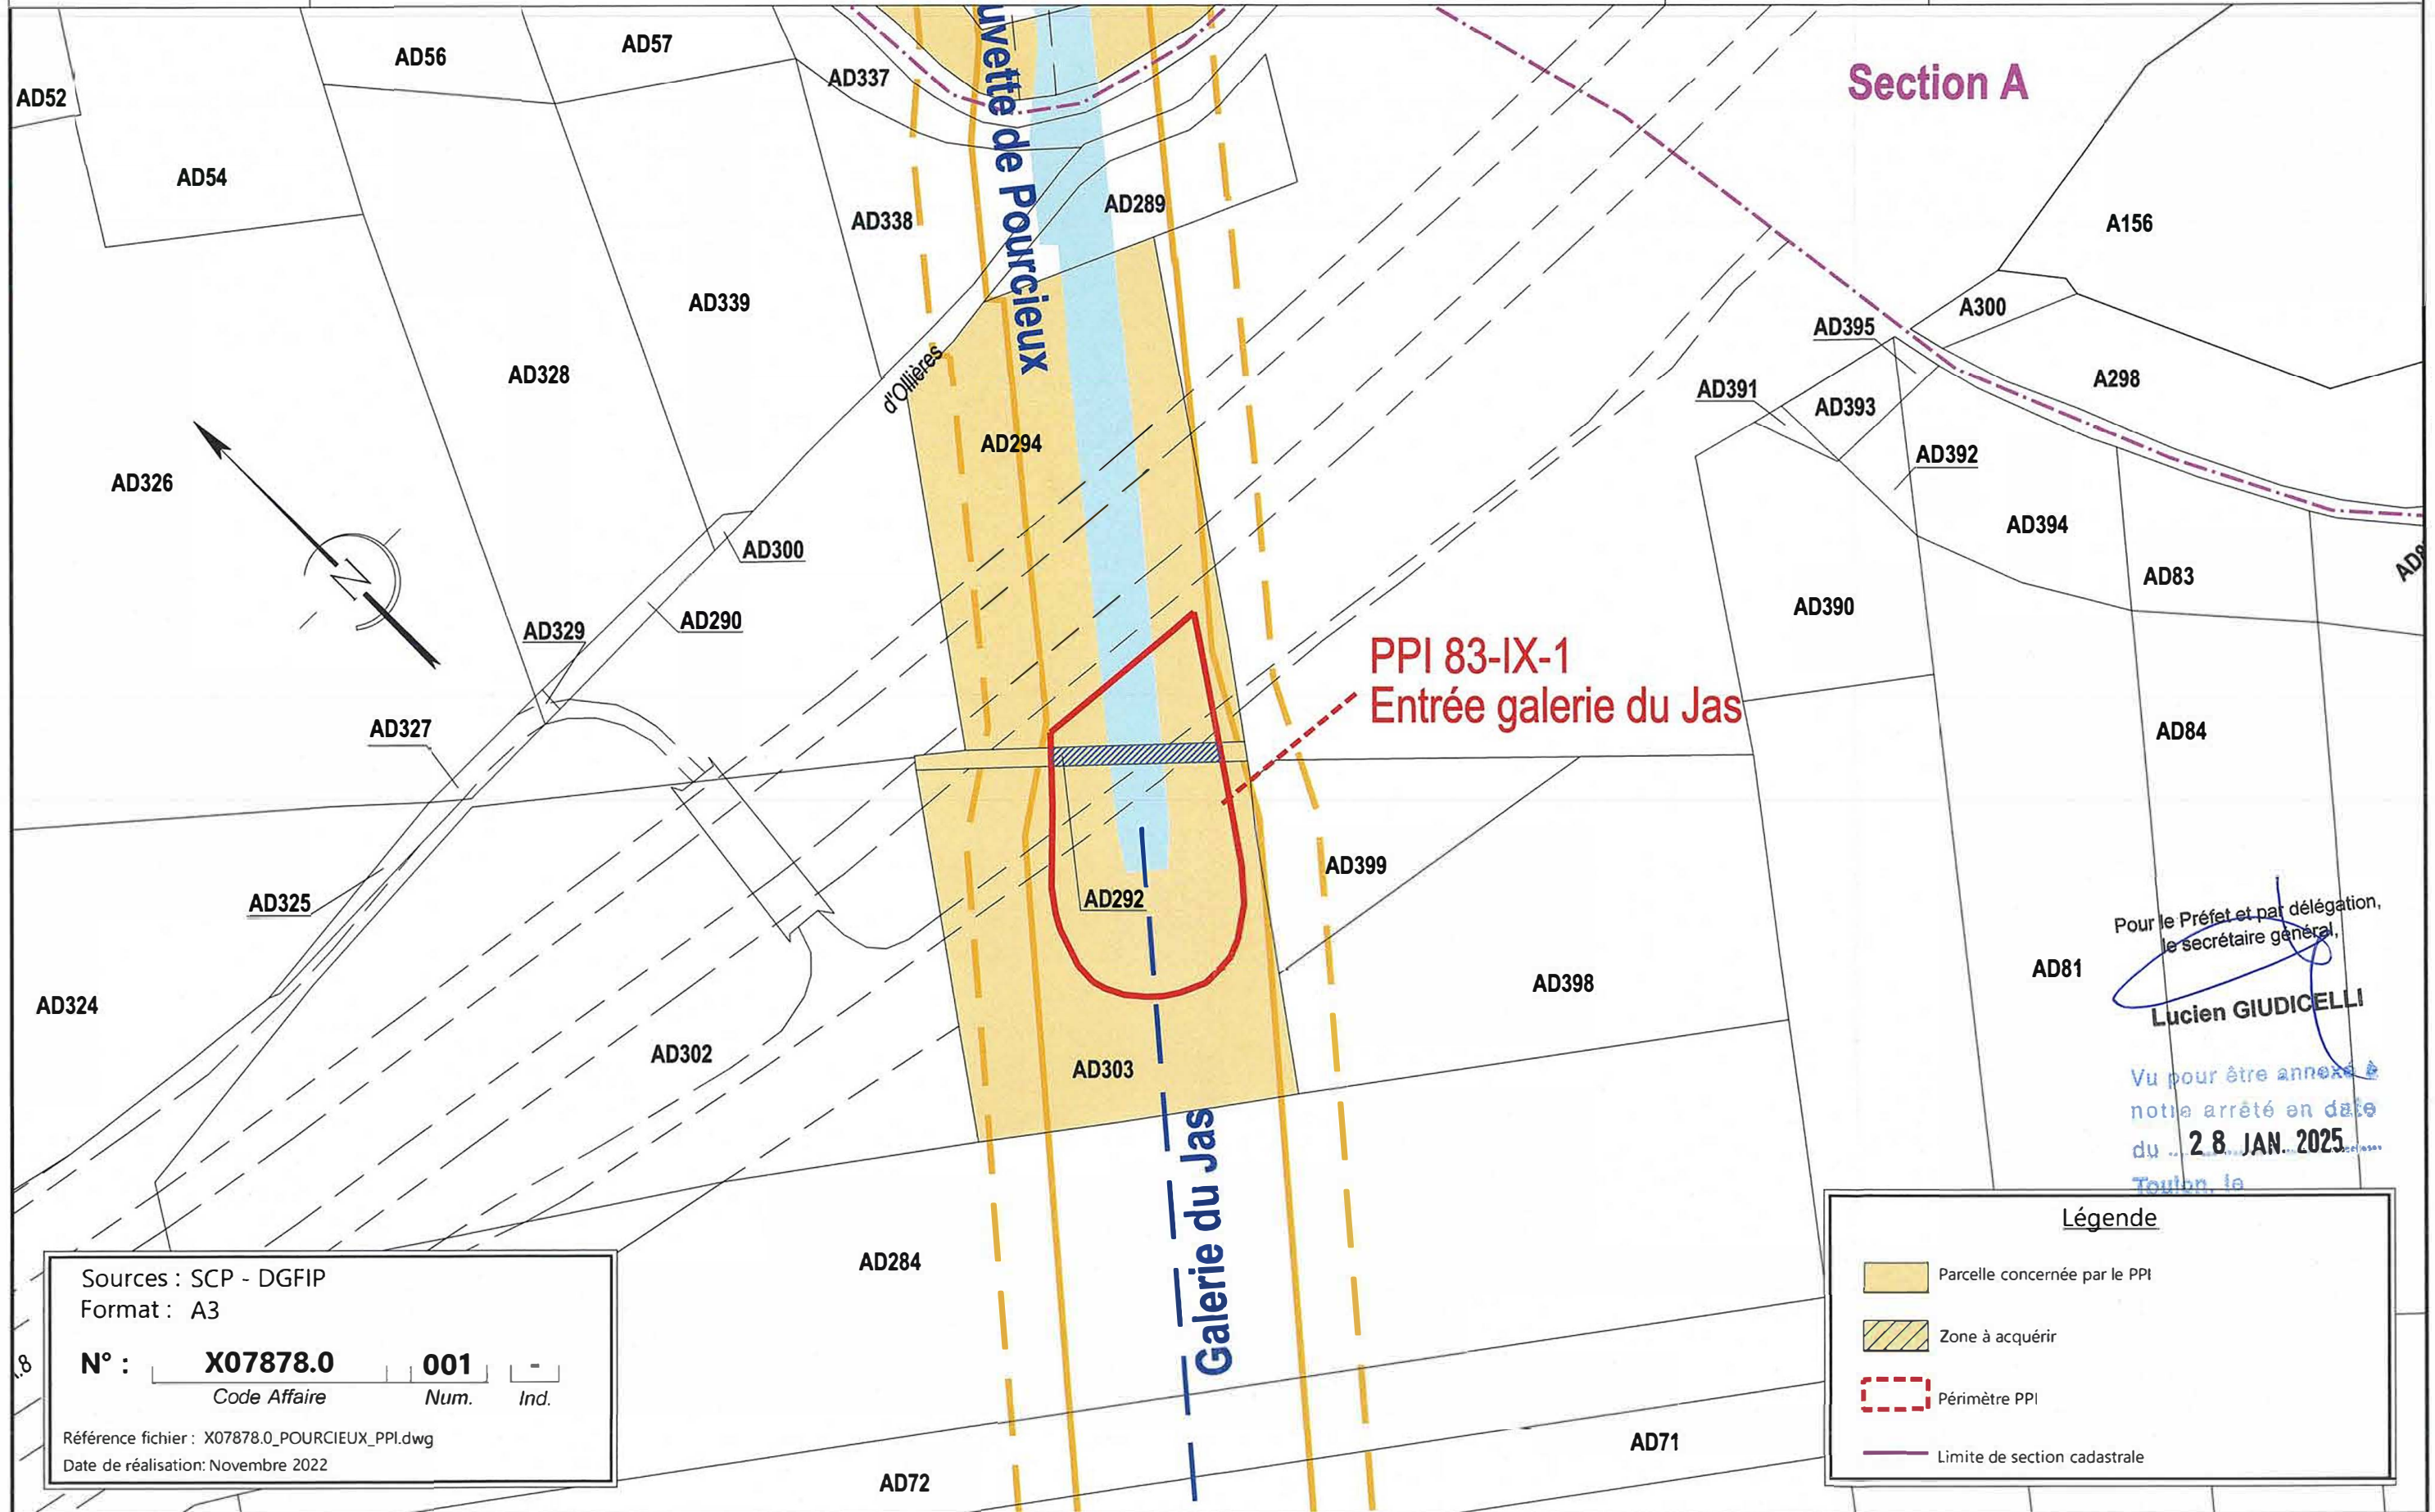 AD56
AD57
AD337
AD52
Section A
AD54
AD289
AD338
A156
uvette de Pourcieux
AD339
A300
AD395
AD328
d'Ollières
A298
AD391
AD393
AD294
AD392
AD326
AD394
N
AD300
AD83
AD390
AD290
AD329
PPI 83-IX-1
Entrée galerie du Jas
AD327
AD84
AD399
AD292
AD325
Pour le Préfet et par délégation,
le secrétaire général,
AD81
AD398
AD324
Lucien GIUDICELLI
AD302
AD303
Vu pour être annexé à
notre arrêté en date
du 28 JAN. 2025
Toulon, le
Galerie du Jas
AD284
AD71
AD72
Sources : SCP - DGFIP
Format : A3
N° : X07878.0 001 -
Code Affaire Num. Ind.
Référence fichier : X07878.0_POURCIEUX_PPI.dwg
Date de réalisation: Novembre 2022
Légende
Parcelle concernée par le PPI
Zone à acquérir
Périmètre PPI
Limite de section cadastrale